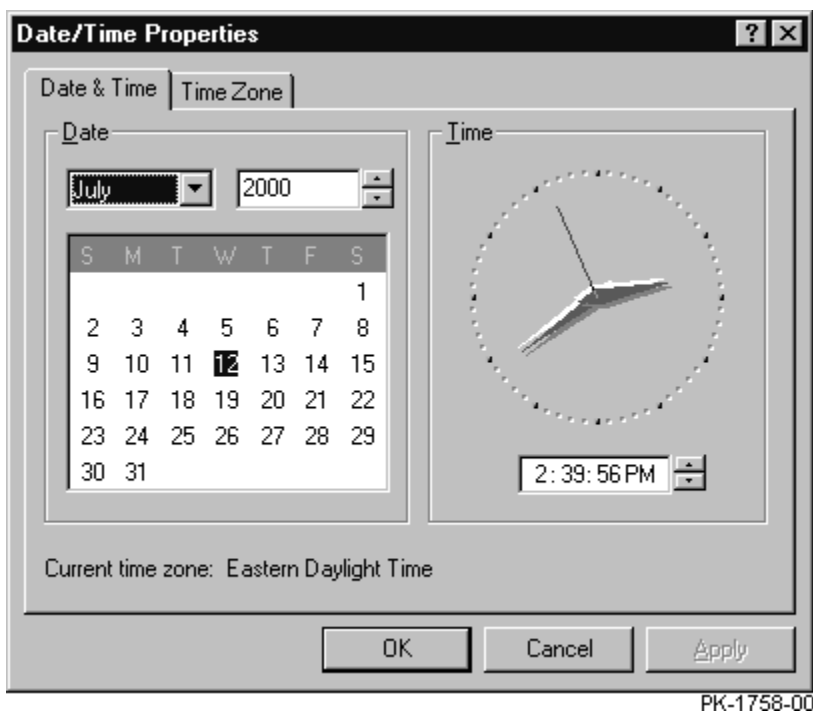 Date/Time Properties ? X
Date & Time Time Zone
Date
July 2000
S M T W T F S
1
2 3 4 5 6 7 8
9 10 11 12 13 14 15
16 17 18 19 20 21 22
23 24 25 26 27 28 29
30 31
Time
2:39:56 PM
Current time zone: Eastern Daylight Time
OK Cancel Apply
PK-1758-00